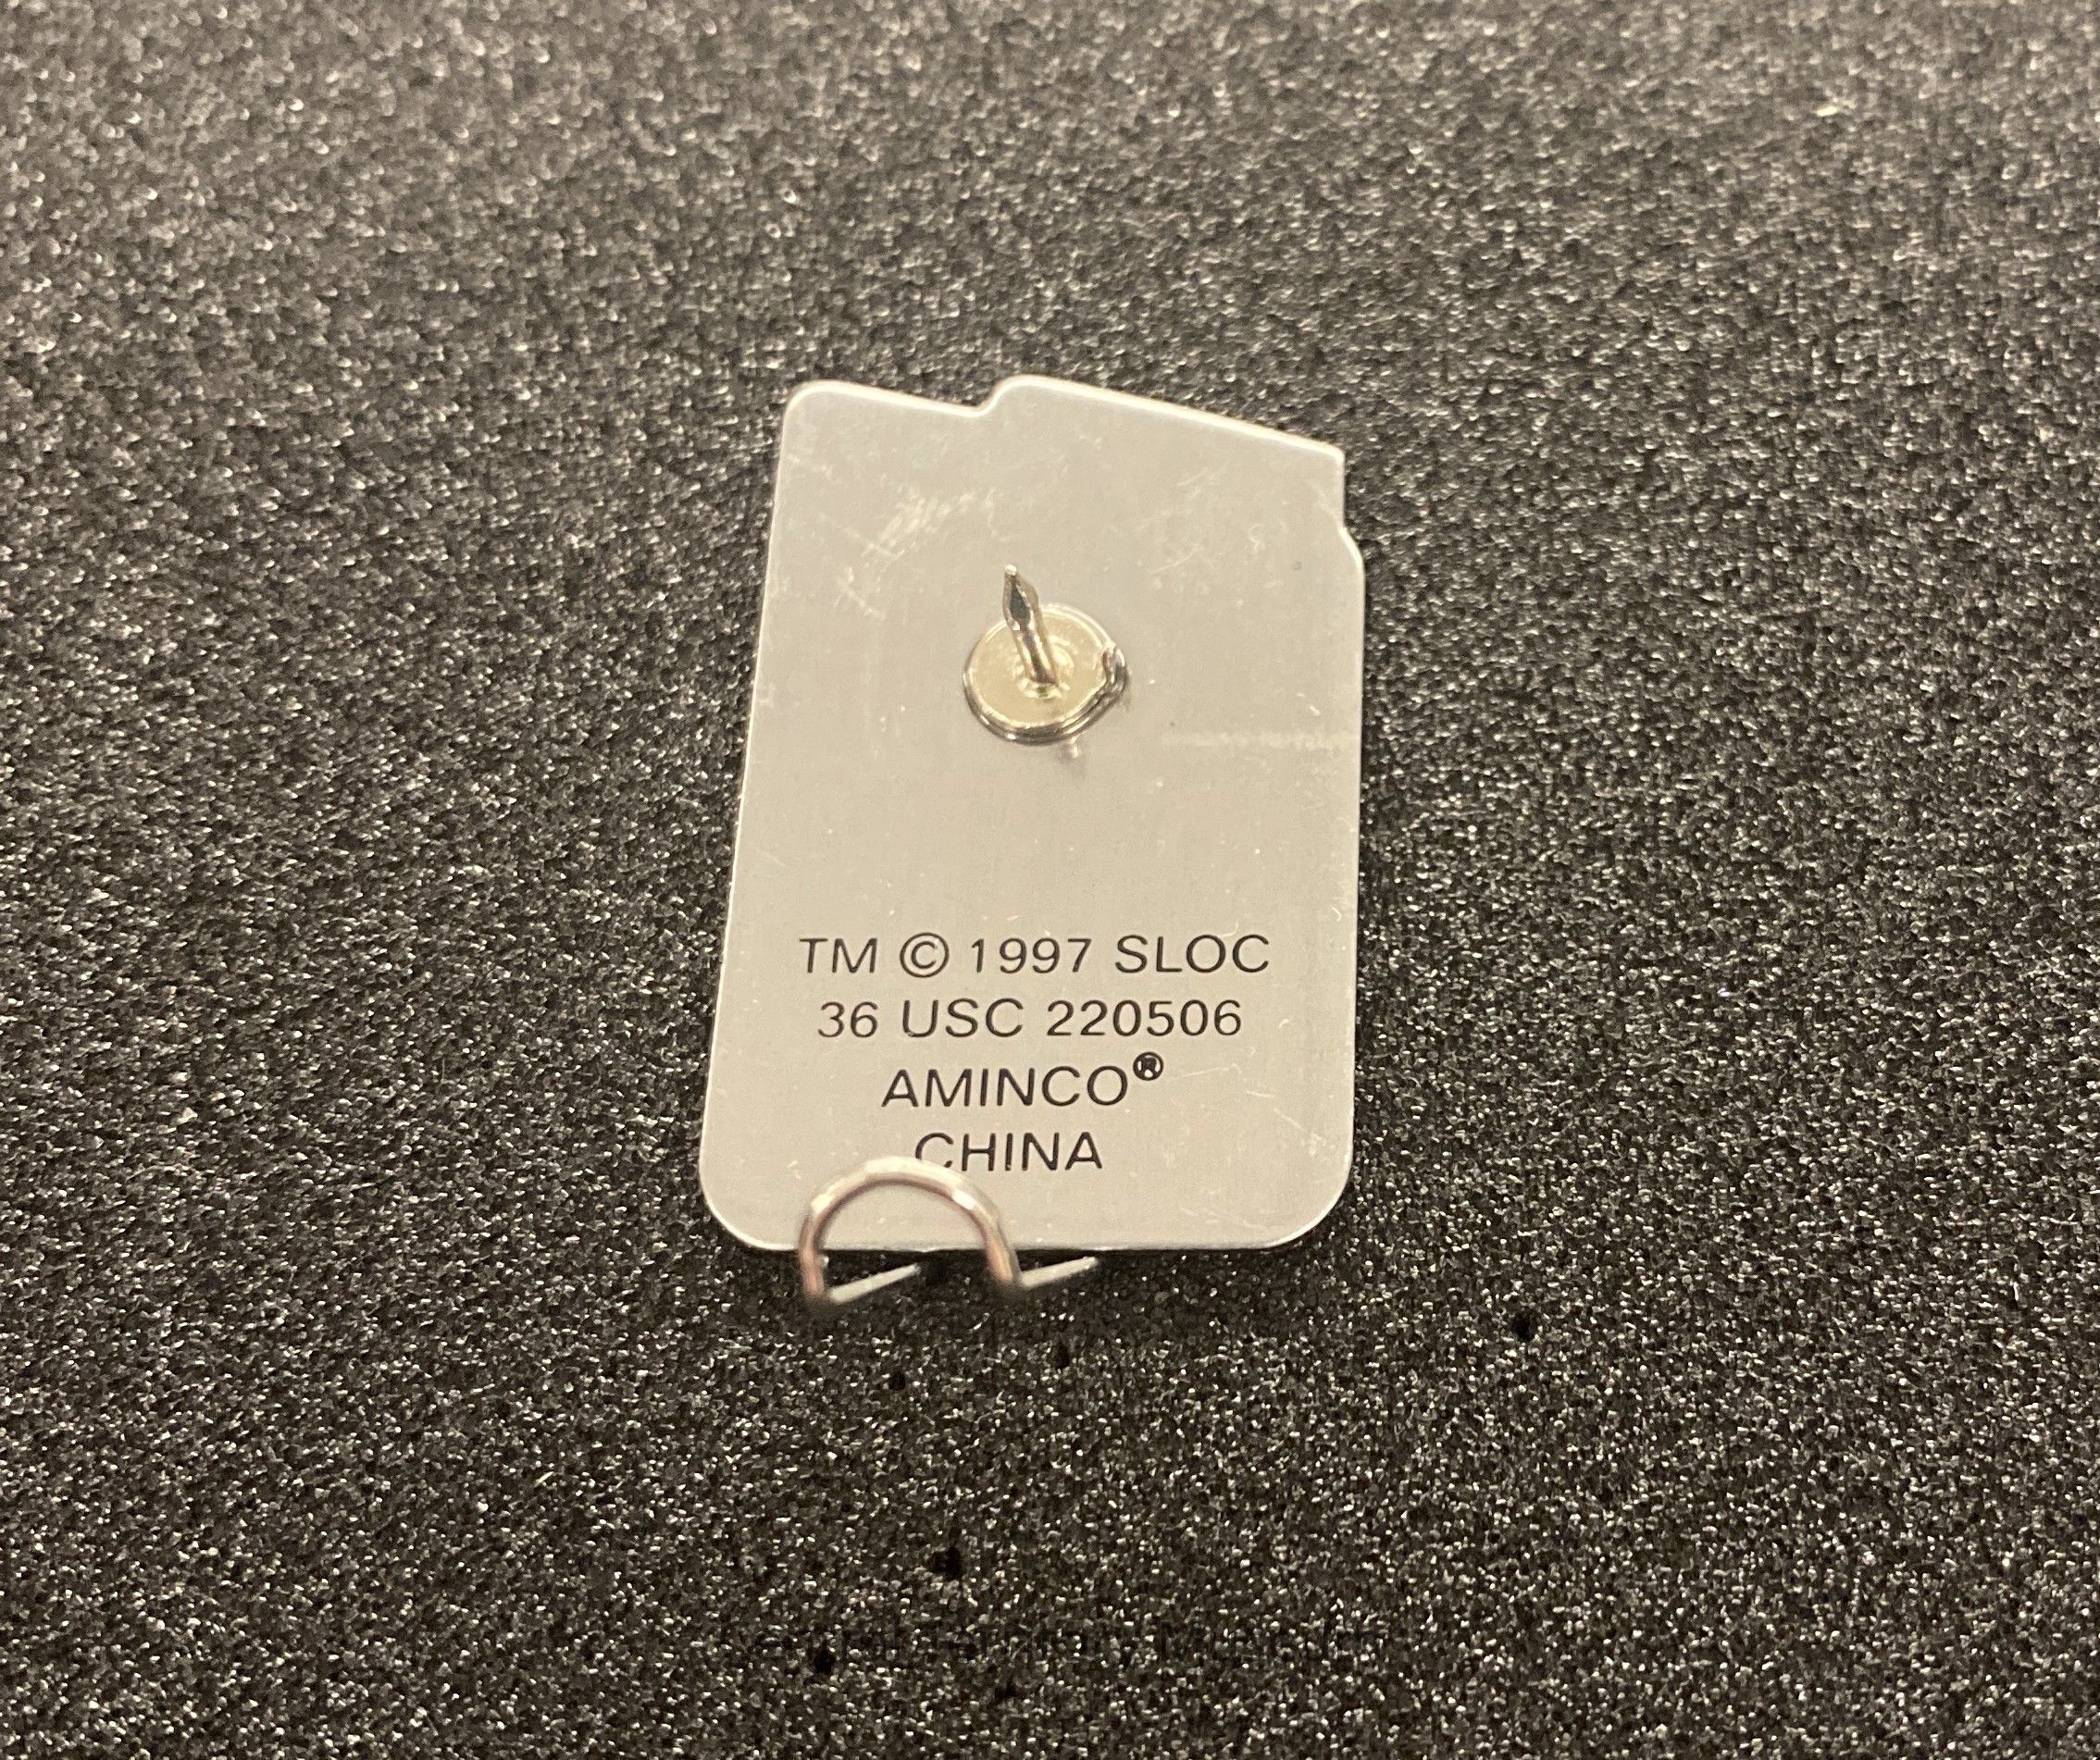 TM © 1997 SLOC
36 USC 220506
AMINCO®
CHINA